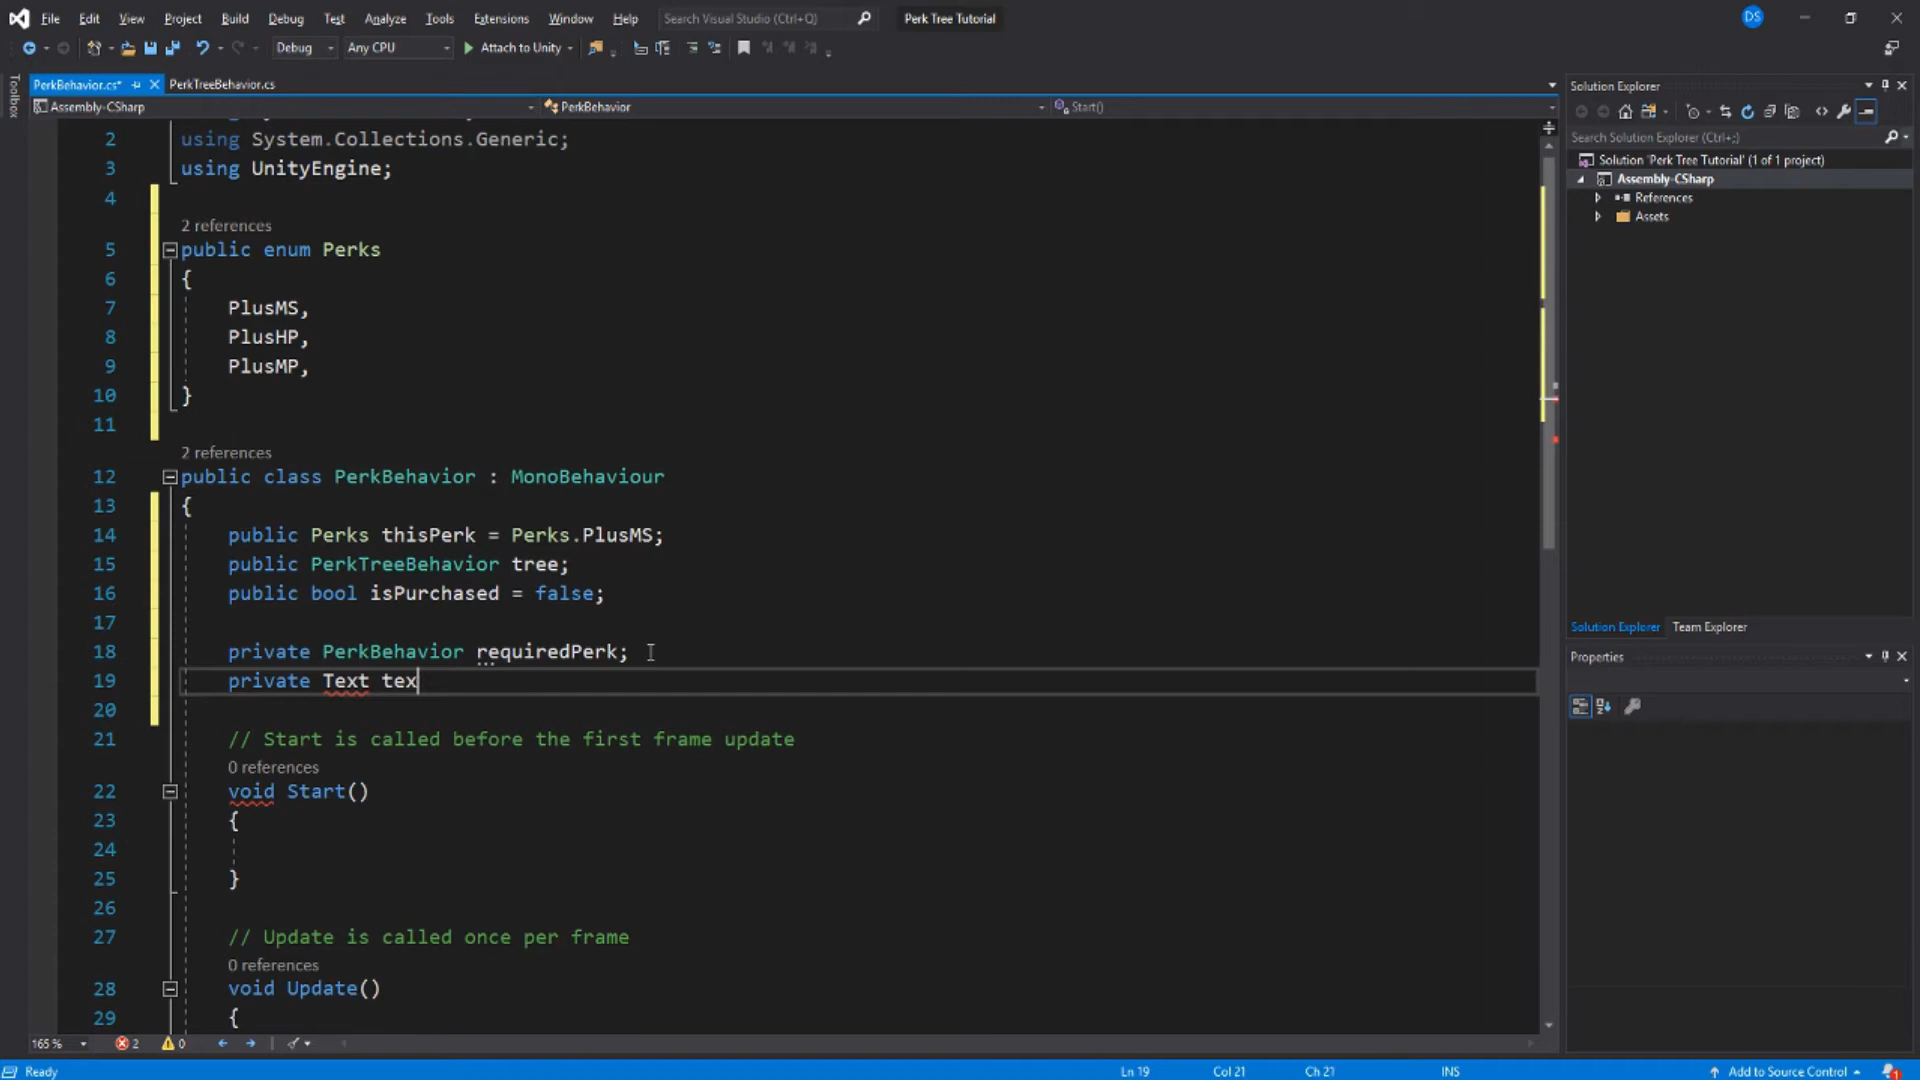 File Edit View Project Build Debug Test Analyze Tools Extensions Window Help Search Visual Studio (Ctrl+Q) Perk Tree Tutorial DS
Debug Any CPU Attach to Unity
Toolbox
PerkBehavior.cs* PerkTreeBehavior.cs
Assembly-CSharp PerkBehavior Start()
2 using System.Collections.Generic;
3 using UnityEngine;
4
2 references
5 public enum Perks
6 {
7 PlusMS,
8 PlusHP,
9 PlusMP,
10 }
11
2 references
12 public class PerkBehavior : MonoBehaviour
13 {
14 public Perks thisPerk = Perks.PlusMS;
15 public PerkTreeBehavior tree;
16 public bool isPurchased = false;
17
18 private PerkBehavior requiredPerk;
19 private Text tex
20
21 // Start is called before the first frame update
0 references
22 void Start()
23 {
24
25 }
26
27 // Update is called once per frame
0 references
28 void Update()
29 {
165 % 2 0
Solution Explorer
Search Solution Explorer (Ctrl+;)
Solution 'Perk Tree Tutorial' (1 of 1 project)
Assembly-CSharp
References
Assets
Solution Explorer Team Explorer
Properties
Ready Ln 19 Col 21 Ch 21 INS Add to Source Control 1